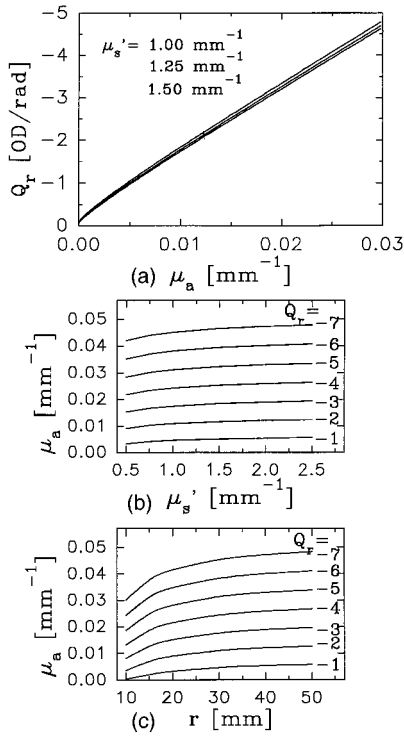 -5
-4
-3
-2
-1
0
Q_r [OD/rad]
μ_s'= 1.00 mm⁻¹
1.25 mm⁻¹
1.50 mm⁻¹
0.00 0.01 0.02 0.03
(a) μ_a [mm⁻¹]
0.05
0.04
0.03
0.02
0.01
0.00
μ_a [mm⁻¹]
Q_r=
-7
-6
-5
-4
-3
-2
-1
0.5 1.0 1.5 2.0 2.5
(b) μ_s' [mm⁻¹]
0.05
0.04
0.03
0.02
0.01
0.00
μ_a [mm⁻¹]
Q_r=
-7
-6
-5
-4
-3
-2
-1
10 20 30 40 50
(c) r [mm]